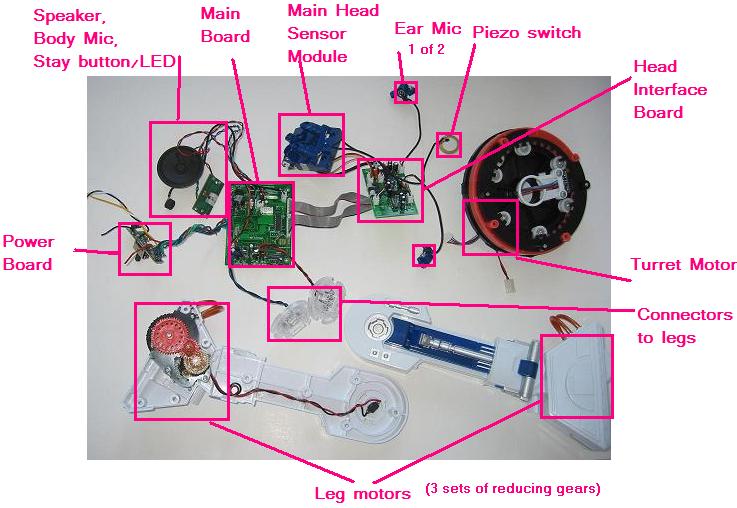 Speaker,
Body Mic,
Stay button/LED
Main
Board
Main Head
Sensor
Module
Ear Mic
1 of 2
Piezo switch
Head
Interface
Board
Power
Board
Turret Motor
Connectors
to legs
Leg motors (3 sets of reducing gears)